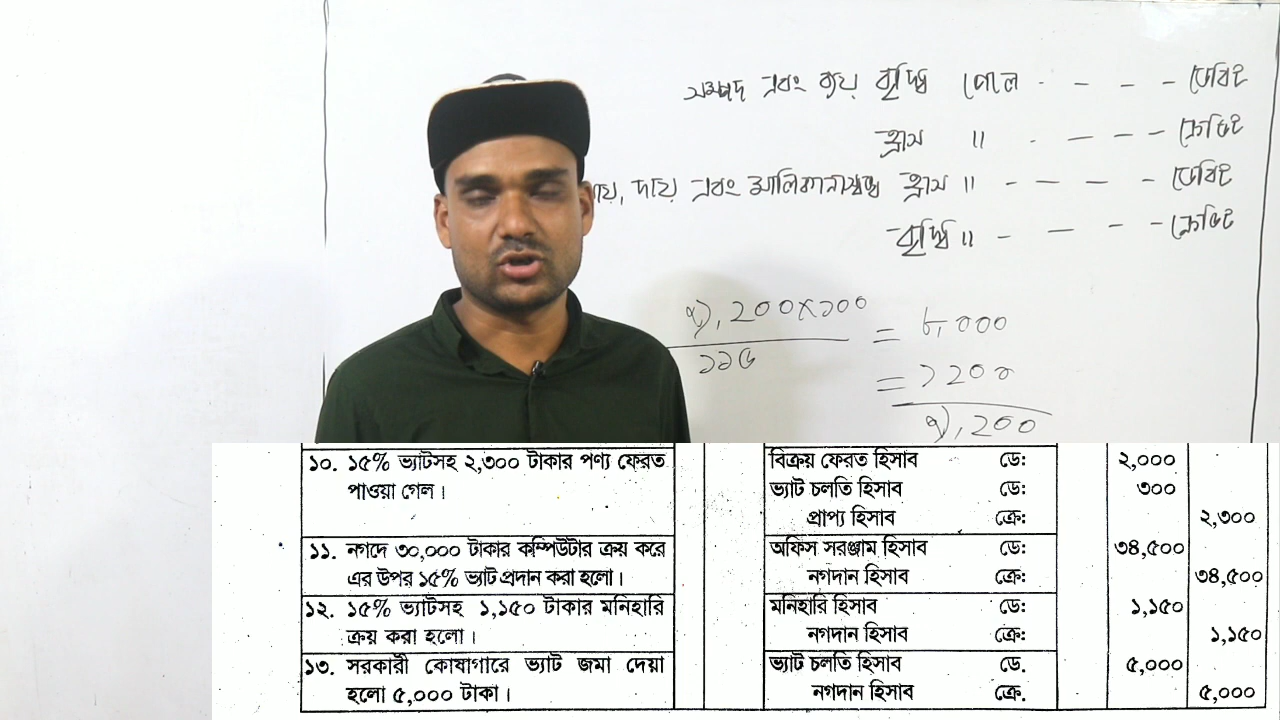 সম্পদ এবং ব্যয় বৃদ্ধি পেলে - - - - ডেবিট
হ্রাস " - - - - ক্রেডিট
আয়, দায় এবং মালিকানাস্বত্ব হ্রাস " - - - - ডেবিট
বৃদ্ধি " - - - - ক্রেডিট
৯,২০০×১০০
১১৫
= ৮,০০০
= ১২০০
৯,২০০
১০. ১৫% ভ্যাটসহ ২,৩০০ টাকার পণ্য ফেরত পাওয়া গেল।
বিক্রয় ফেরত হিসাব ডে: ২,০০০
ভ্যাট চলতি হিসাব ডে: ৩০০
প্রাপ্য হিসাব ক্রে: ২,৩০০
১১. নগদে ৩০,০০০ টাকার কম্পিউটার ক্রয় করে
এর উপর ১৫% ভ্যাট প্রদান করা হলো।
অফিস সরঞ্জাম হিসাব ডে: ৩৪,৫০০
নগদান হিসাব ক্রে: ৩৪,৫০০
১২. ১৫% ভ্যাটসহ ১,১৫০ টাকার মনিহারি
ক্রয় করা হলো।
মনিহারি হিসাব ডে: ১,১৫০
নগদান হিসাব ক্রে: ১,১৫০
১৩. সরকারী কোষাগারে ভ্যাট জমা দেয়া
হলো ৫,০০০ টাকা।
ভ্যাট চলতি হিসাব ডে. ৫,০০০
নগদান হিসাব ক্রে. ৫,০০০